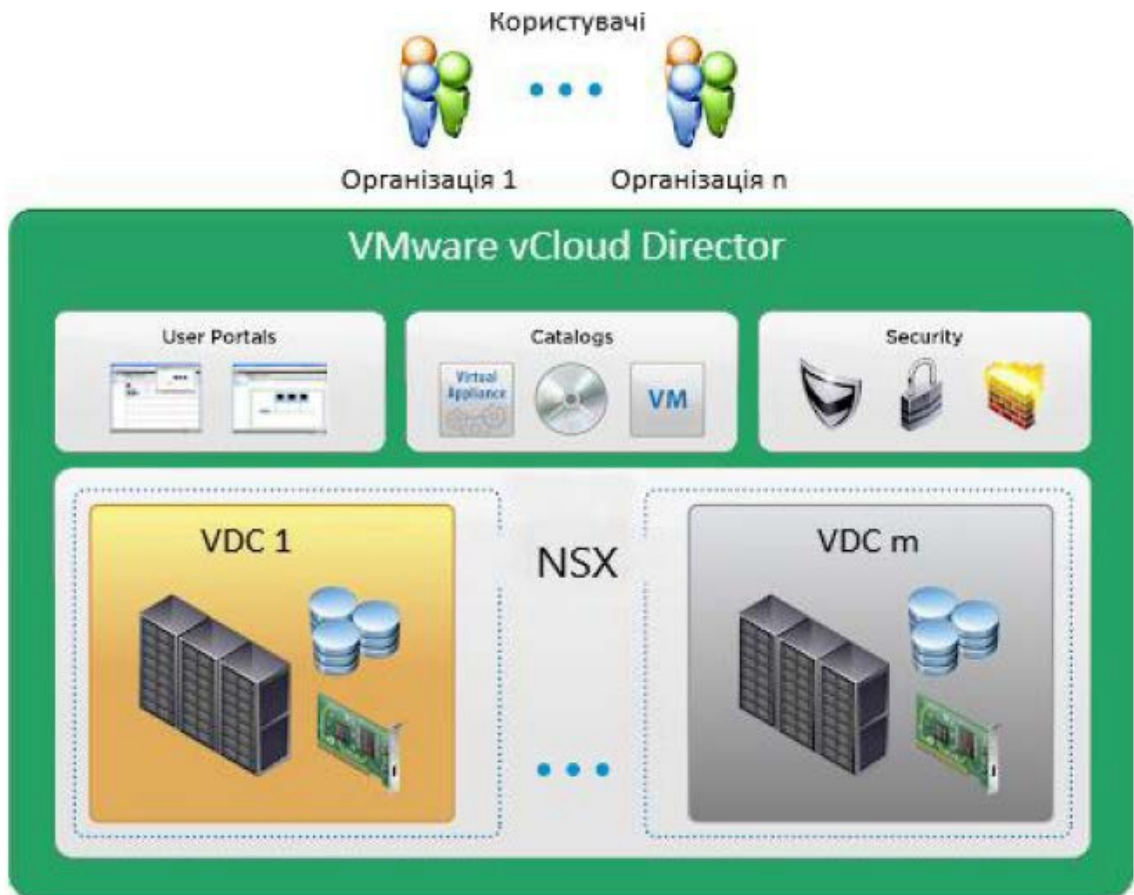 Користувачі
Організація 1
Організація n
VMware vCloud Director
User Portals
Catalogs
Security
Virtual
Appliance
VM
VDC 1
NSX
VDC m